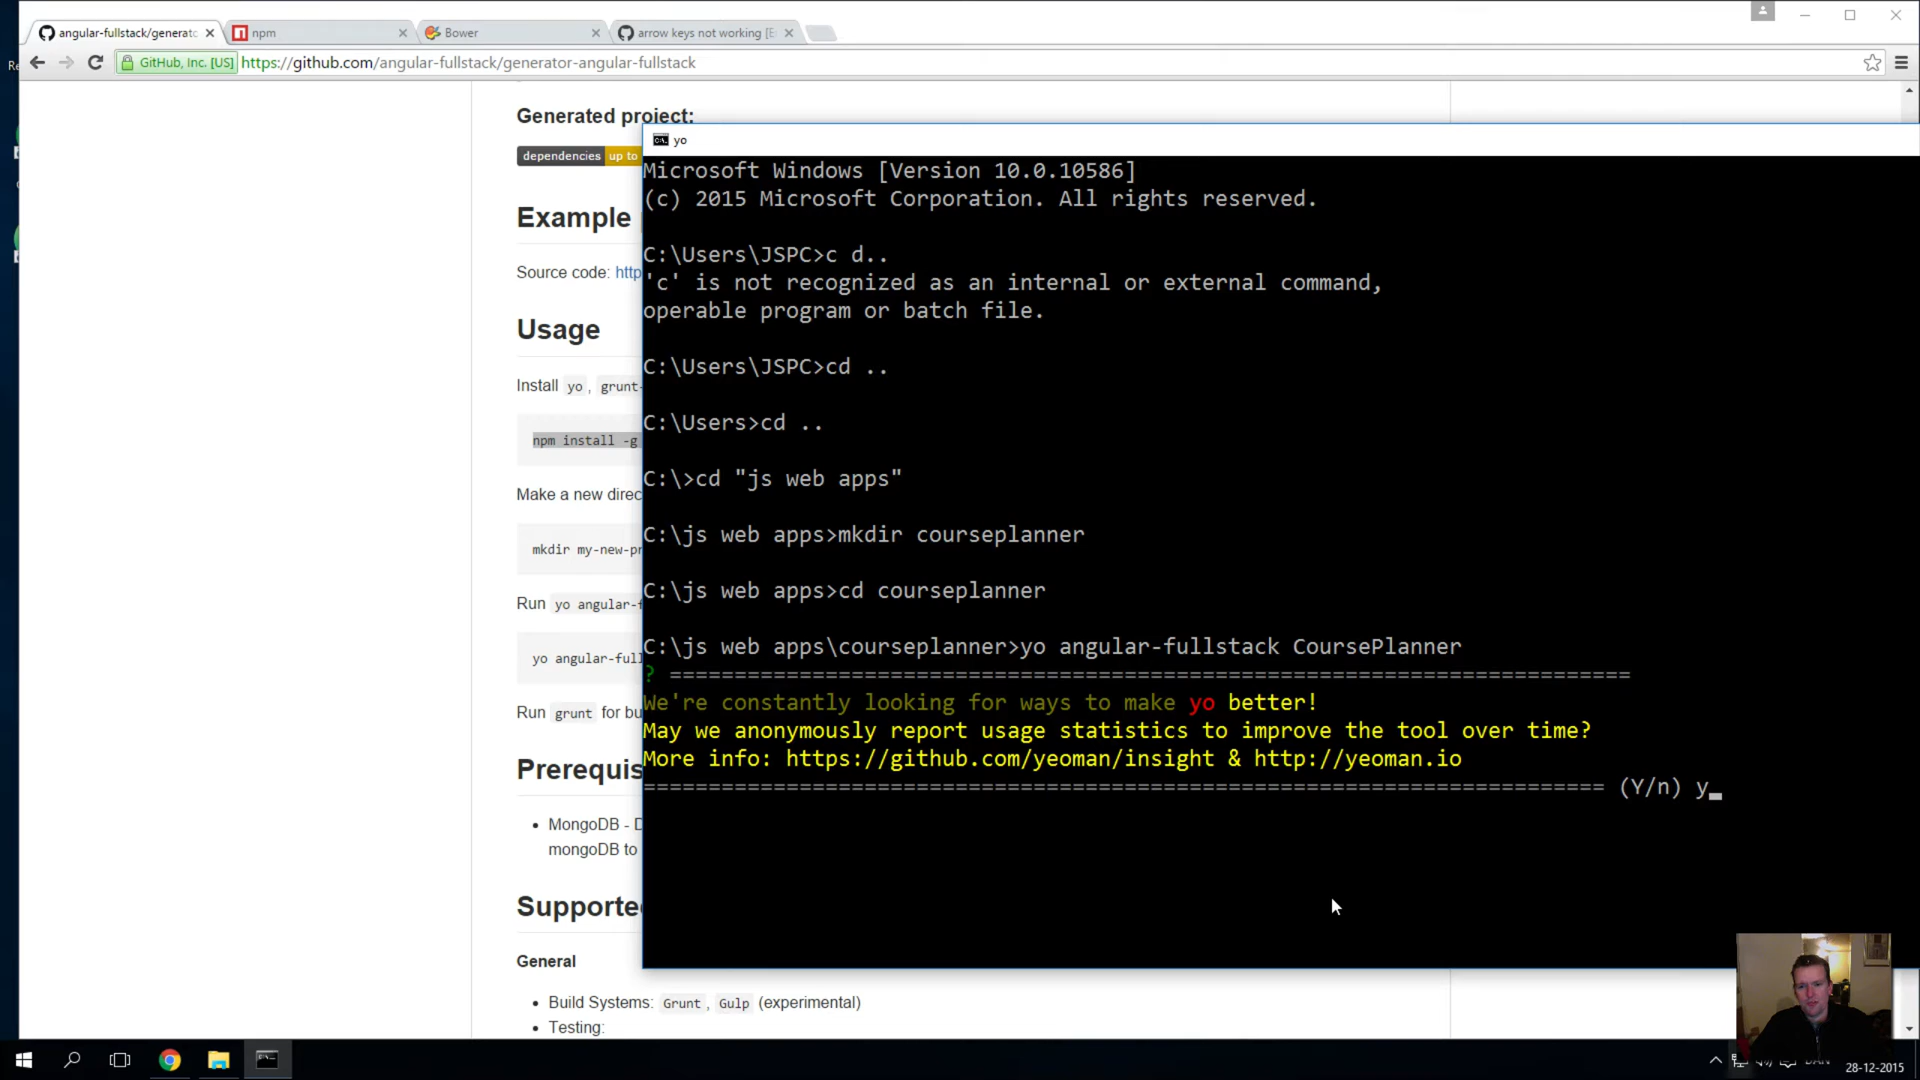 angular-fullstack/generato
npm
Bower
arrow keys not working [E
GitHub, Inc. [US] https://github.com/angular-fullstack/generator-angular-fullstack
Generated project:
dependencies up to
Example
Source code: http
Usage
Install yo, grunt-
npm install -g
Make a new direc
mkdir my-new-pr
Run yo angular-f
yo angular-full
Run grunt for bu
Prerequis
MongoDB - D
mongoDB to
Supporte
General
Build Systems: Grunt, Gulp (experimental)
Testing:
yo
Microsoft Windows [Version 10.0.10586]
(c) 2015 Microsoft Corporation. All rights reserved.
C:\Users\JSPC>c d..
'c' is not recognized as an internal or external command,
operable program or batch file.
C:\Users\JSPC>cd ..
C:\Users>cd ..
C:\>cd "js web apps"
C:\js web apps>mkdir courseplanner
C:\js web apps>cd courseplanner
C:\js web apps\courseplanner>yo angular-fullstack CoursePlanner
? ==========================================================================
We're constantly looking for ways to make yo better!
May we anonymously report usage statistics to improve the tool over time?
More info: https://github.com/yeoman/insight & http://yeoman.io
========================================================================== (Y/n) y
28-12-2015